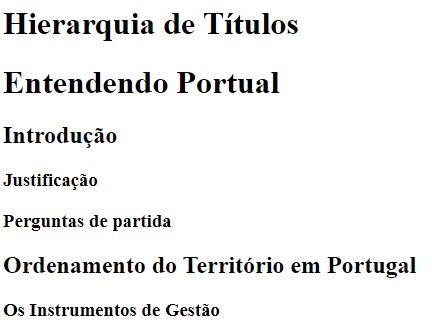 Hierarquia de Títulos
Entendendo Portual
Introdução
Justificação
Perguntas de partida
Ordenamento do Território em Portugal
Os Instrumentos de Gestão